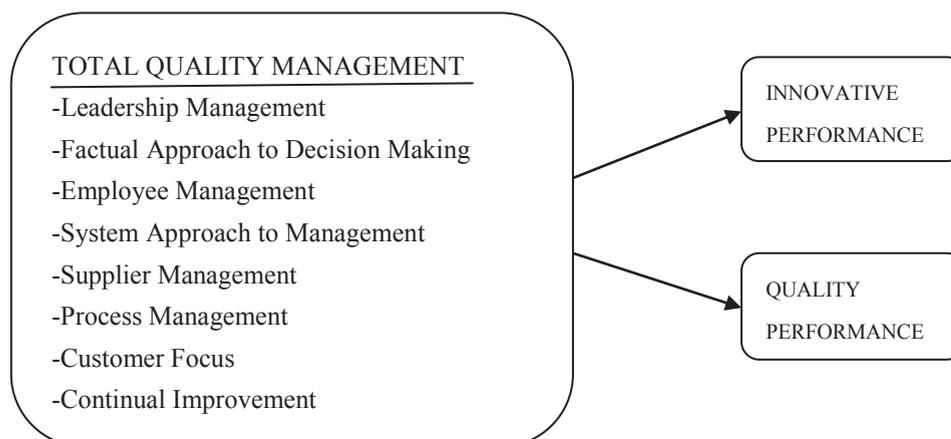 TOTAL QUALITY MANAGEMENT
-Leadership Management
-Factual Approach to Decision Making
-Employee Management
-System Approach to Management
-Supplier Management
-Process Management
-Customer Focus
-Continual Improvement
INNOVATIVE
PERFORMANCE
QUALITY
PERFORMANCE